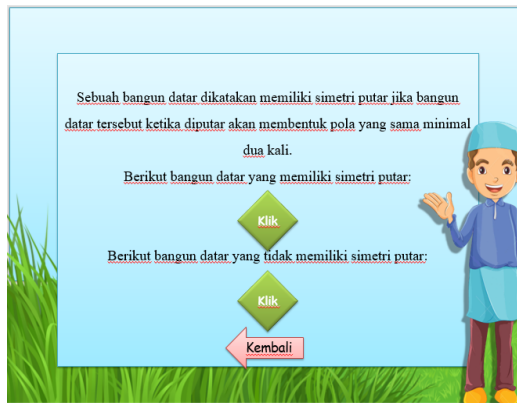 Sebuah bangun datar dikatakan memiliki simetri putar jika bangun
datar tersebut ketika diputar akan membentuk pola yang sama minimal
dua kali.
Berikut bangun datar yang memiliki simetri putar:
Klik
Berikut bangun datar yang tidak memiliki simetri putar:
Klik
Kembali